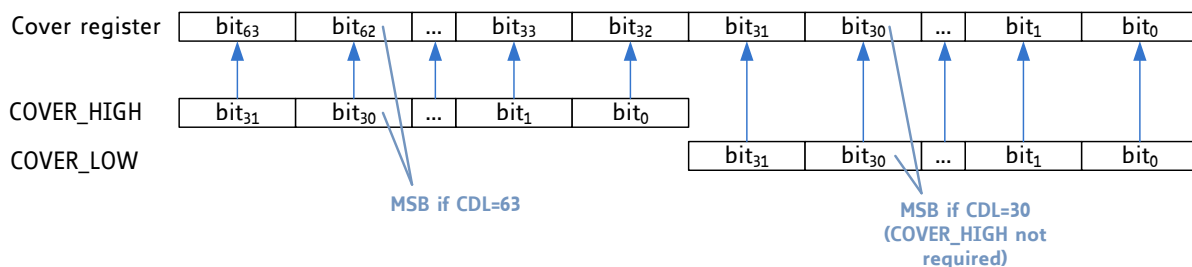 Cover register bit63 bit62 ... bit33 bit32 bit31 bit30 ... bit1 bit0
COVER_HIGH bit31 bit30 ... bit1 bit0
COVER_LOW bit31 bit30 ... bit1 bit0
MSB if CDL=63
MSB if CDL=30
(COVER_HIGH not
required)